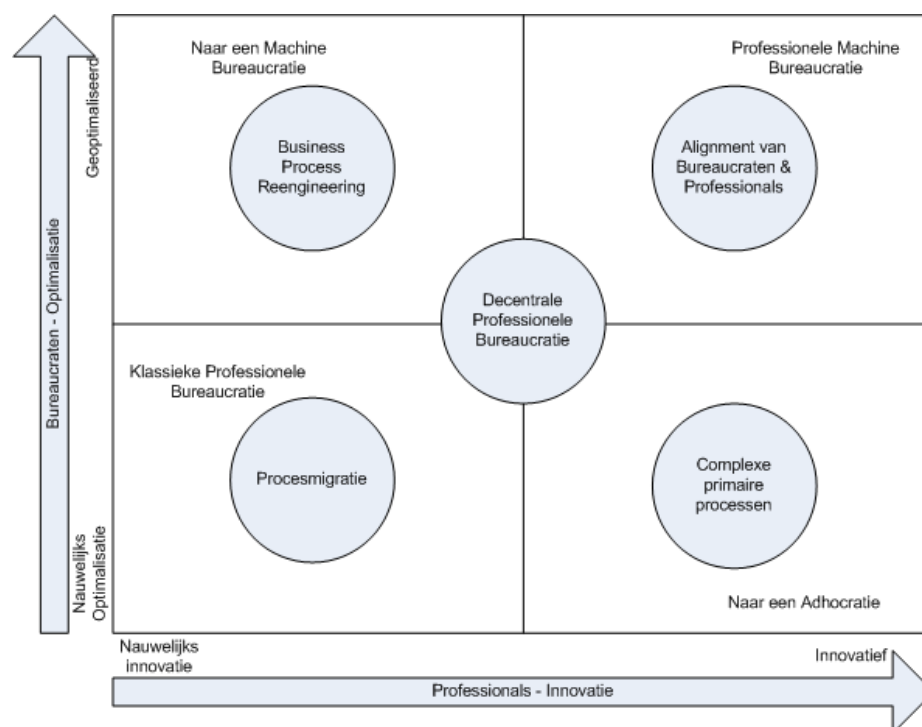 Naar een Machine
Bureaucratie
Professionele Machine
Bureaucratie
Geoptimaliseerd
Business
Process
Reengineering
Alignment van
Bureaucraten &
Professionals
Bureaucraten - Optimalisatie
Decentrale
Professionele
Bureaucratie
Klassieke Professionele
Bureaucratie
Procesmigratie
Complexe
primaire
processen
Nauwelijks
Optimalisatie
Naar een Adhocratie
Nauwelijks
innovatie
Innovatief
Professionals - Innovatie